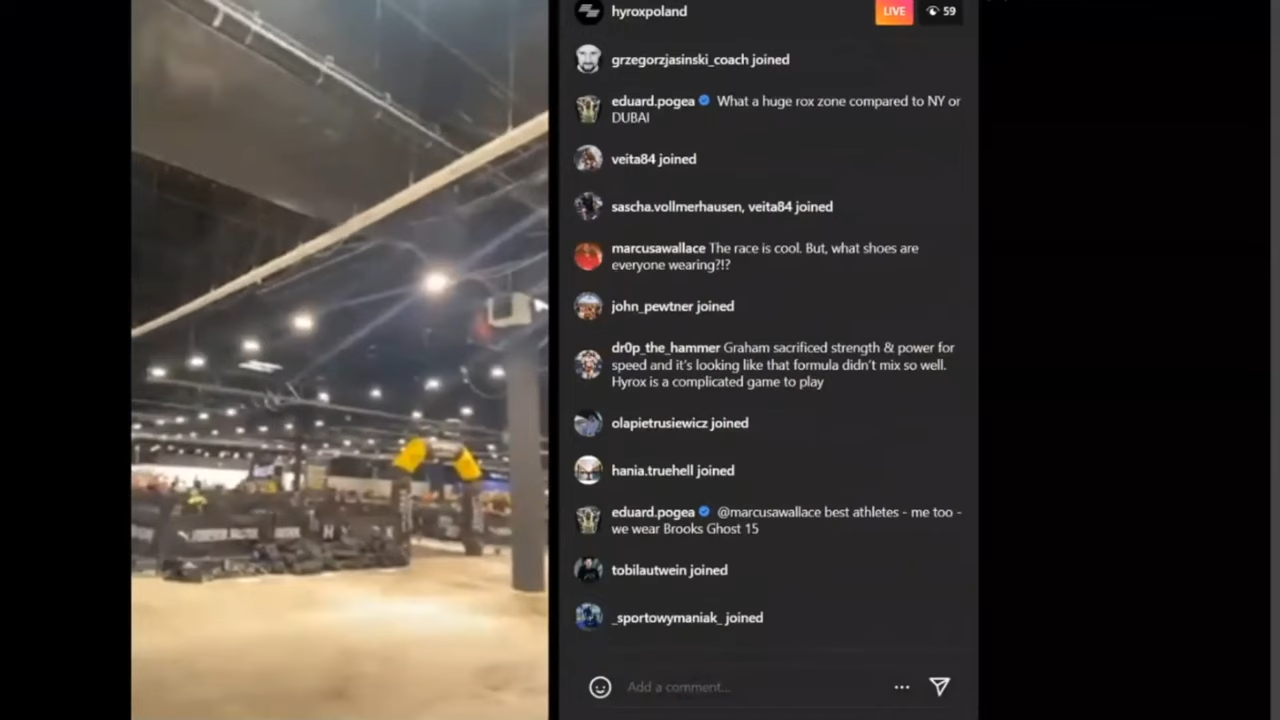 hyroxpoland
LIVE
59
grzegorzjasinski_coach joined
eduard.pogea What a huge rox zone compared to NY or
DUBAI
veita84 joined
sascha.vollmerhausen, veita84 joined
marcusawallace The race is cool. But, what shoes are
everyone wearing?!?
john_pewtner joined
dr0p_the_hammer Graham sacrificed strength & power for
speed and it's looking like that formula didn't mix so well.
Hyrox is a complicated game to play
olapietrusiewicz joined
hania.truehell joined
eduard.pogea @marcusawallace best athletes - me too -
we wear Brooks Ghost 15
tobilautwein joined
_sportowymaniak_ joined
Add a comment...